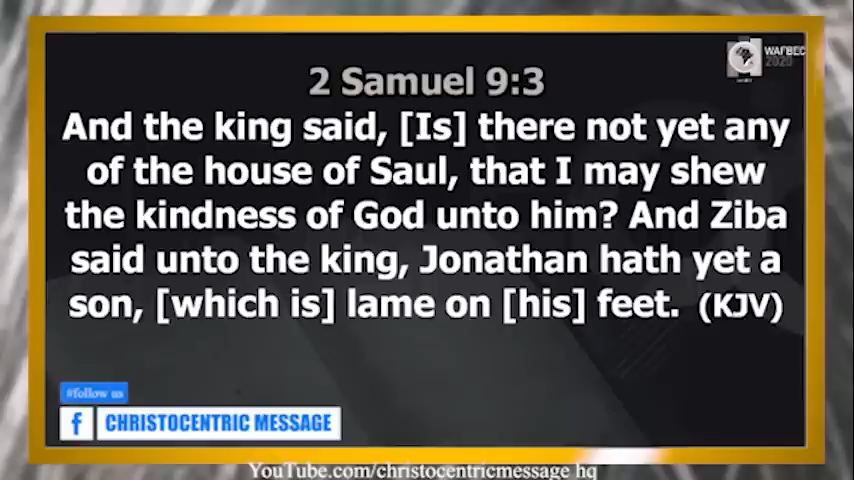 WAFBEC
2020
2 Samuel 9:3
And the king said, [Is] there not yet any
of the house of Saul, that I may shew
the kindness of God unto him? And Ziba
said unto the king, Jonathan hath yet a
son, [which is] lame on [his] feet. (KJV)
#follow us
f CHRISTOCENTRIC MESSAGE
YouTube.com/christocentricmessage hq